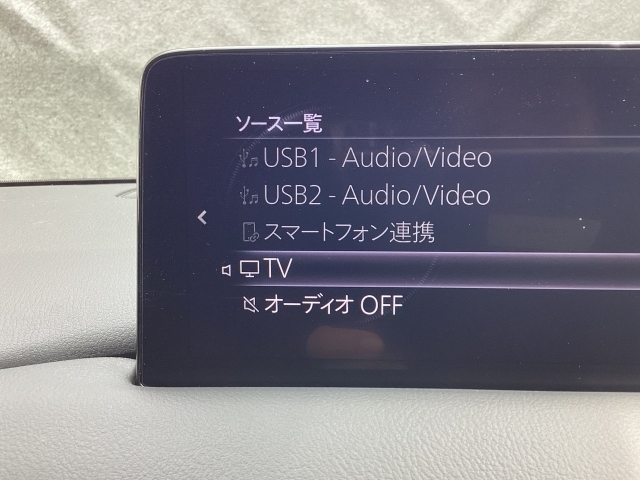 ソース一覧
USB1 - Audio/Video
USB2 - Audio/Video
スマートフォン連携
TV
オーディオ OFF